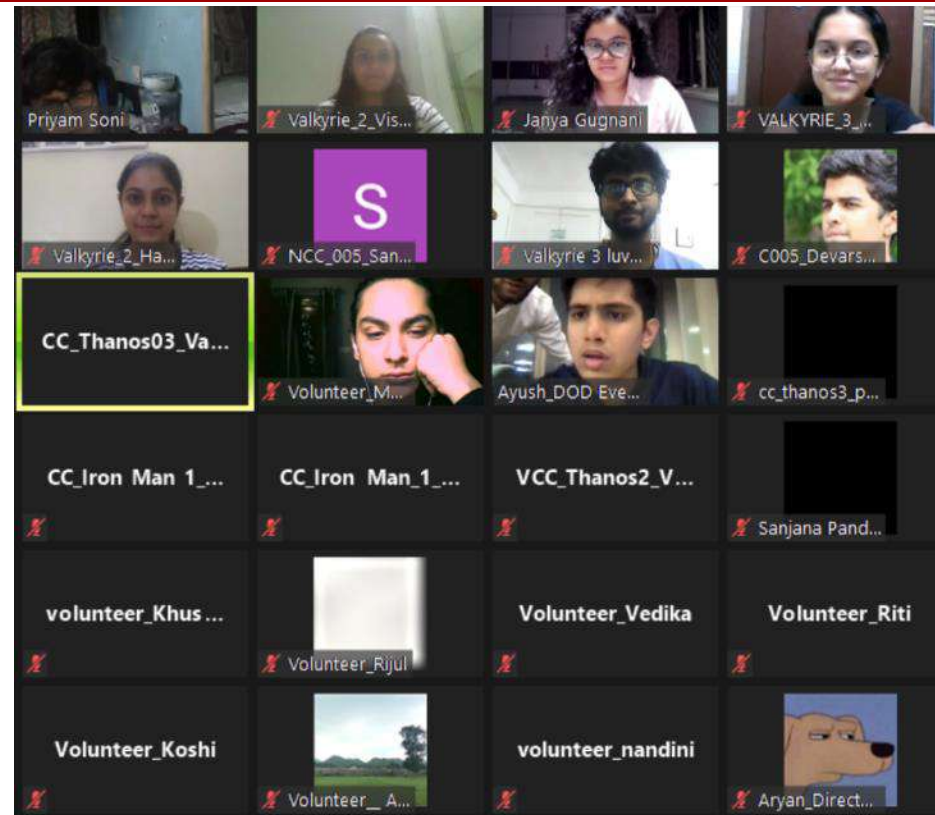 Priyam Soni
Valkyrie_2_Vis...
Janya Gugnani
VALKYRIE_3_...
Valkyrie_2_Ha...
S
NCC_005_San...
Valkyrie 3 luv...
C005_Devars...
CC_Thanos03_Va...
Volunteer_M...
Ayush_DOD Eve...
cc_thanos3_p...
CC_Iron Man 1_...
CC_Iron Man_1_...
VCC_Thanos2_V...
Sanjana Pand...
volunteer_Khus...
Volunteer_Rijul
Volunteer_Vedika
Volunteer_Riti
Volunteer_Koshi
Volunteer__ A...
volunteer_nandini
Aryan_Direct...